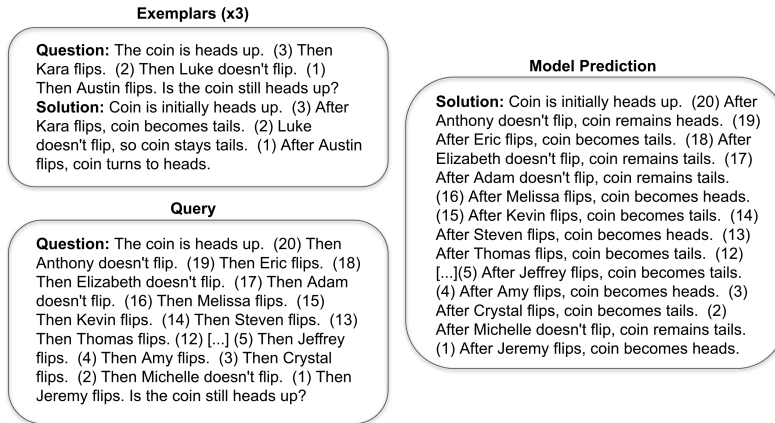 Exemplars (x3)
Question: The coin is heads up. (3) Then
Kara flips. (2) Then Luke doesn't flip. (1)
Then Austin flips. Is the coin still heads up?
Solution: Coin is initially heads up. (3) After
Kara flips, coin becomes tails. (2) Luke
doesn't flip, so coin stays tails. (1) After Austin
flips, coin turns to heads.
Query
Question: The coin is heads up. (20) Then
Anthony doesn't flip. (19) Then Eric flips. (18)
Then Elizabeth doesn't flip. (17) Then Adam
doesn't flip. (16) Then Melissa flips. (15)
Then Kevin flips. (14) Then Steven flips. (13)
Then Thomas flips. (12) [...] (5) Then Jeffrey
flips. (4) Then Amy flips. (3) Then Crystal
flips. (2) Then Michelle doesn't flip. (1) Then
Jeremy flips. Is the coin still heads up?
Model Prediction
Solution: Coin is initially heads up. (20) After
Anthony doesn't flip, coin remains heads. (19)
After Eric flips, coin becomes tails. (18) After
Elizabeth doesn't flip, coin remains tails. (17)
After Adam doesn't flip, coin remains tails.
(16) After Melissa flips, coin becomes heads.
(15) After Kevin flips, coin becomes tails. (14)
After Steven flips, coin becomes heads. (13)
After Thomas flips, coin becomes tails. (12)
[...](5) After Jeffrey flips, coin becomes tails.
(4) After Amy flips, coin becomes heads. (3)
After Crystal flips, coin becomes tails. (2)
After Michelle doesn't flip, coin remains tails.
(1) After Jeremy flips, coin becomes heads.